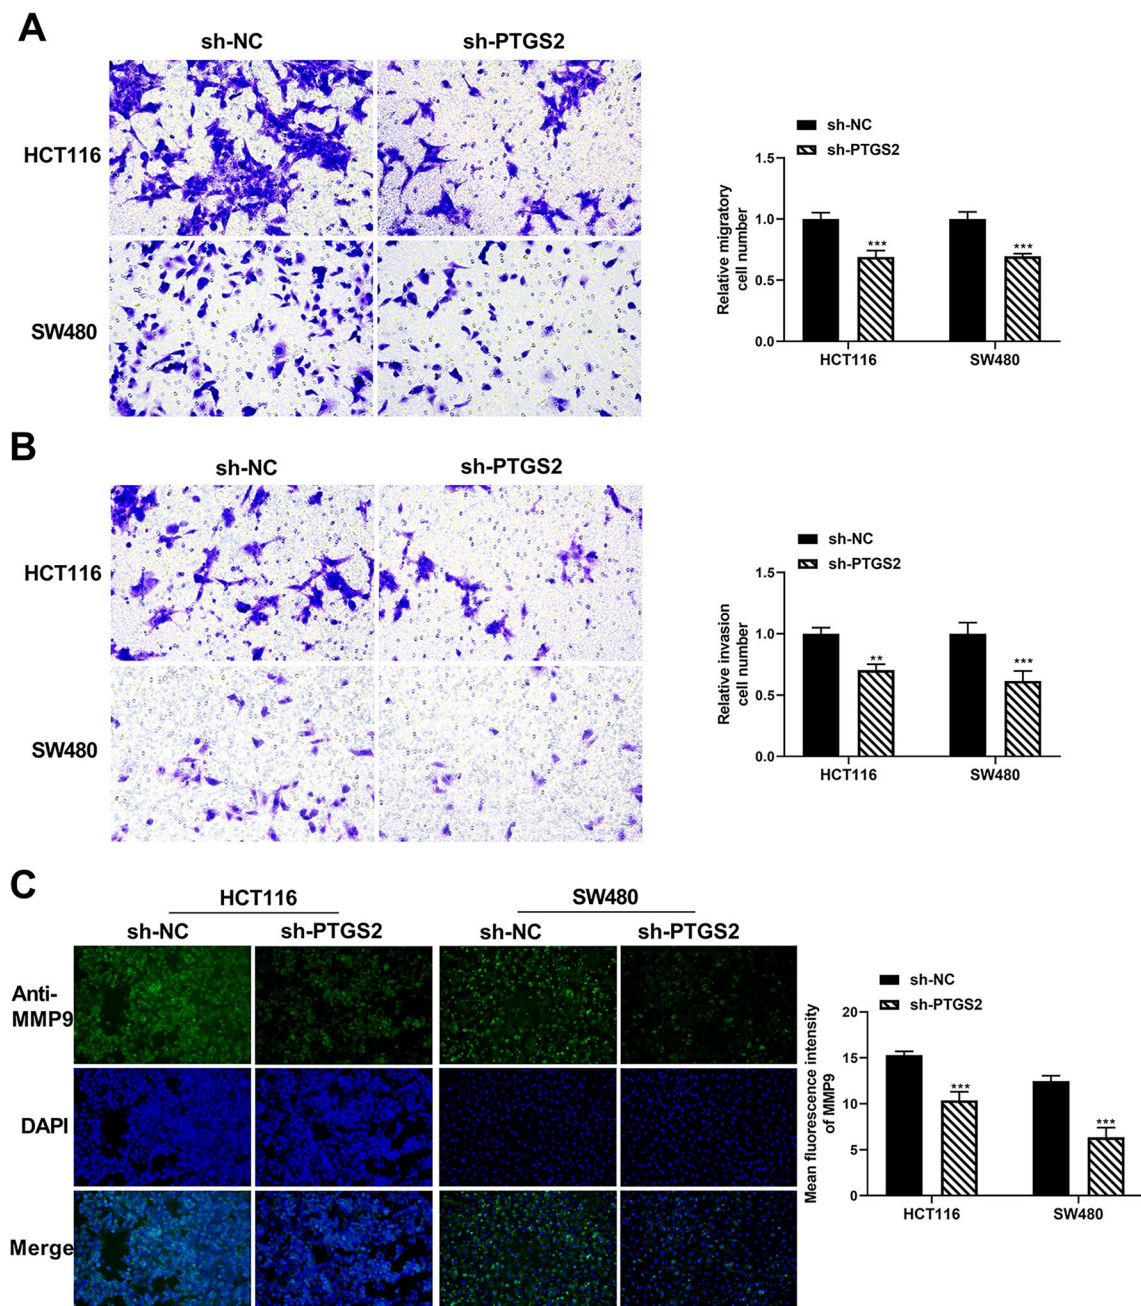 A
sh-NC sh-PTGS2
HCT116
SW480
sh-NC
sh-PTGS2
Relative migratory
cell number
1.5
1.0
0.5
0.0
***
***
HCT116 SW480
B
sh-NC sh-PTGS2
HCT116
SW480
sh-NC
sh-PTGS2
Relative invasion
cell number
1.5
1.0
0.5
0.0
**
***
HCT116 SW480
C
HCT116 SW480
sh-NC sh-PTGS2 sh-NC sh-PTGS2
Anti-
MMP9
DAPI
Merge
sh-NC
sh-PTGS2
Mean fluorescence intensity
of MMP9
20
15
10
5
0
***
***
HCT116 SW480